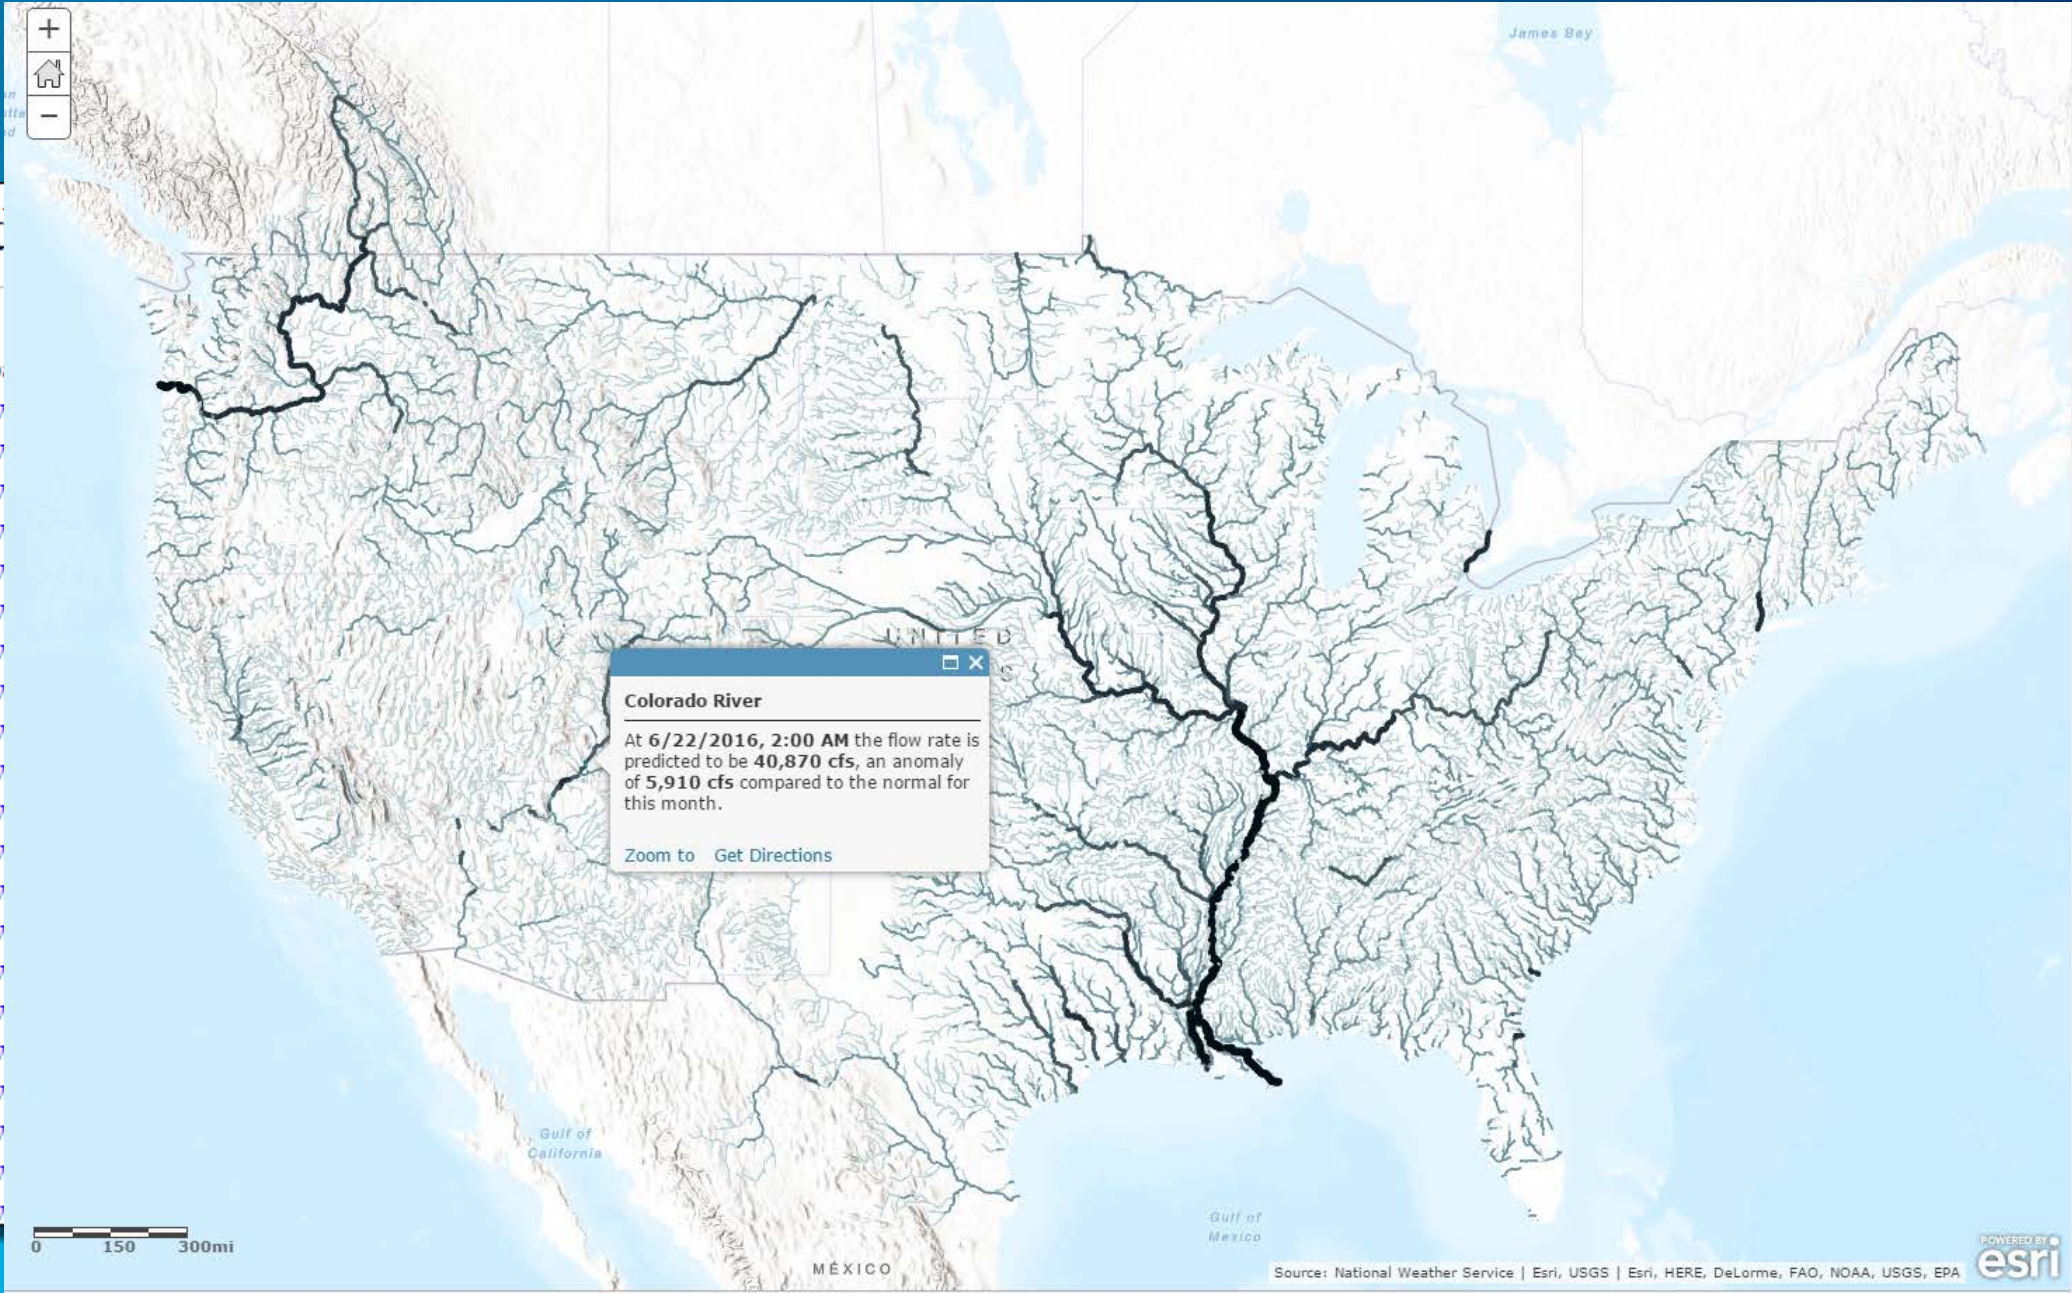 +
−
James Bay
UNITED
S
Colorado River
At 6/22/2016, 2:00 AM the flow rate is
predicted to be 40,870 cfs, an anomaly
of 5,910 cfs compared to the normal for
this month.
Zoom to Get Directions
Gulf of
California
Gulf of
Mexico
MÉXICO
0 150 300mi
Source: National Weather Service | Esri, USGS | Esri, HERE, DeLorme, FAO, NOAA, USGS, EPA
POWERED BY
esri